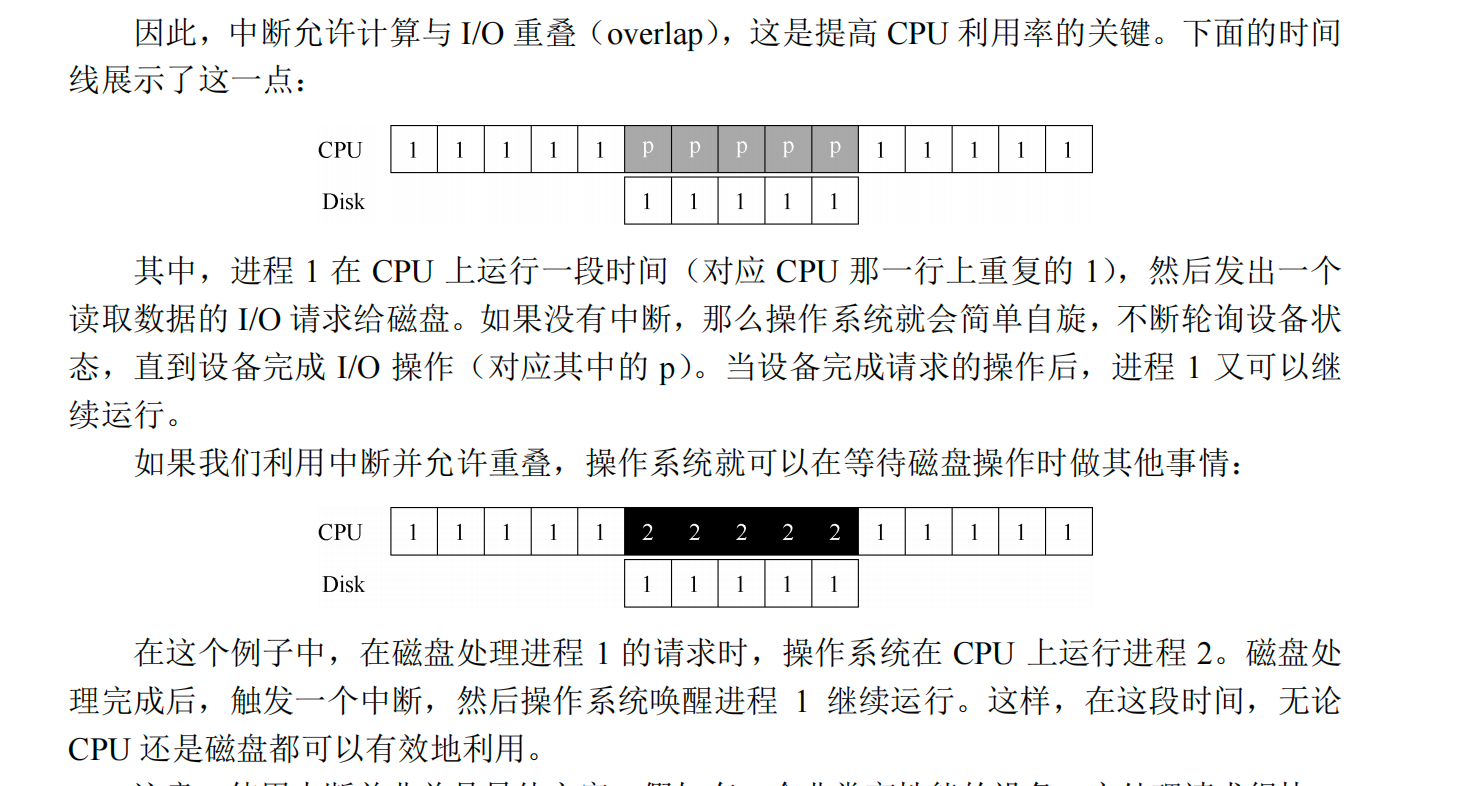 因此，中断允许计算与 I/O 重叠（overlap），这是提高 CPU 利用率的关键。下面的时间
线展示了这一点：
CPU 1 1 1 1 1 p p p p p 1 1 1 1 1
Disk 1 1 1 1 1
其中，进程 1 在 CPU 上运行一段时间（对应 CPU 那一行上重复的 1），然后发出一个
读取数据的 I/O 请求给磁盘。如果没有中断，那么操作系统就会简单自旋，不断轮询设备状
态，直到设备完成 I/O 操作（对应其中的 p）。当设备完成请求的操作后，进程 1 又可以继
续运行。
如果我们利用中断并允许重叠，操作系统就可以在等待磁盘操作时做其他事情：
CPU 1 1 1 1 1 2 2 2 2 2 1 1 1 1 1
Disk 1 1 1 1 1
在这个例子中，在磁盘处理进程 1 的请求时，操作系统在 CPU 上运行进程 2。磁盘处
理完成后，触发一个中断，然后操作系统唤醒进程 1 继续运行。这样，在这段时间，无论
CPU 还是磁盘都可以有效地利用。